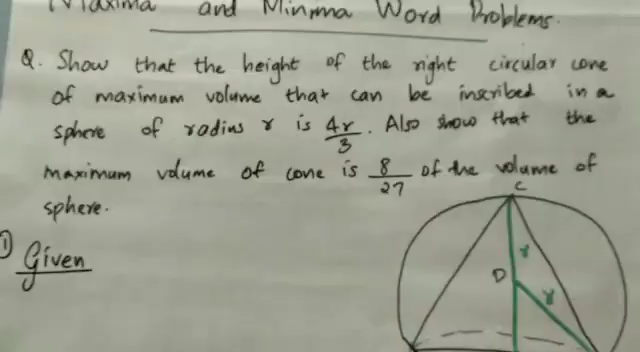 Maxima and Minima Word Problems.
Q. Show that the height of the right circular cone
of maximum volume that can be inscribed in a
sphere of radius r is 4r/3. Also show that the
maximum volume of cone is 8/27 of the volume of
sphere.
C
① Given
r
D
r